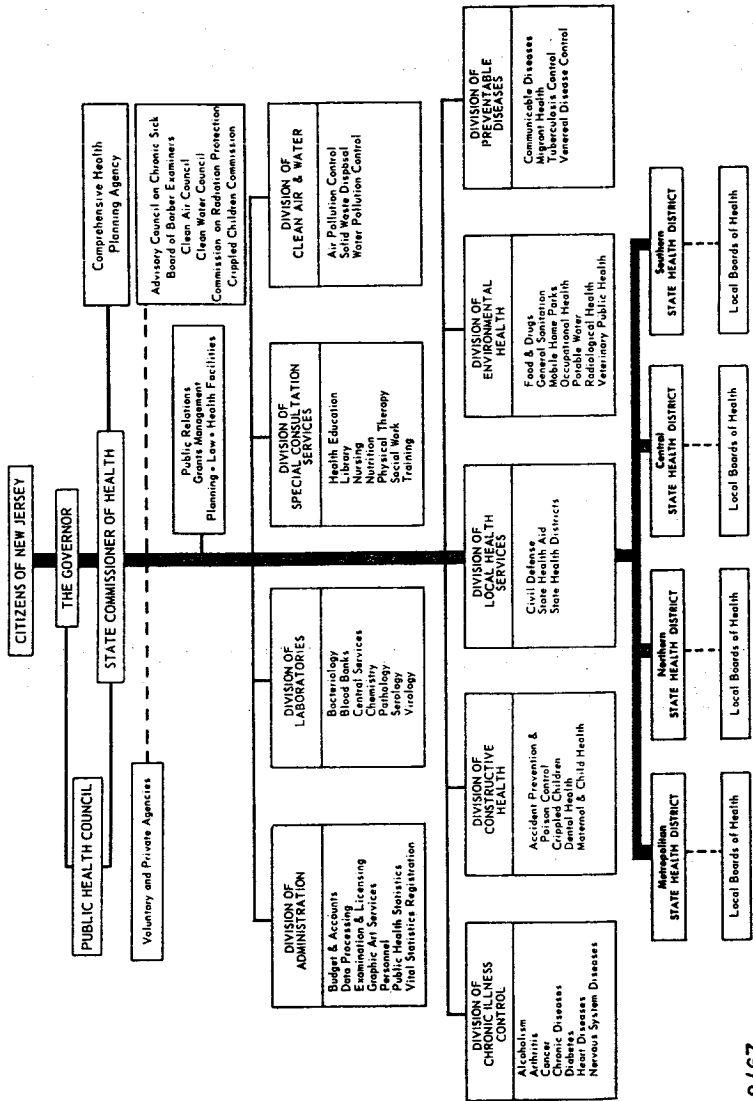 CITIZENS OF NEW JERSEY
THE GOVERNOR
PUBLIC HEALTH COUNCIL
STATE COMMISSIONER OF HEALTH
Comprehensive Health
Planning Agency
Voluntary and Private Agencies
Advisory Council on Chronic Sick
Board of Barber Examiners
Clean Air Council
Clean Water Council
Commission on Radiation Protection
Crippled Children Commission
Public Relations
Grants Management
Planning • Law • Health Facilities
DIVISION OF
ADMINISTRATION
Budget & Accounts
Data Processing
Examination & Licensing
Graphic Art Services
Personnel
Public Health Statistics
Vital Statistics Registration
DIVISION OF
LABORATORIES
Bacteriology
Blood Banks
Central Services
Chemistry
Pathology
Serology
Virology
DIVISION OF
SPECIAL CONSULTATION
SERVICES
Health Education
Library
Nursing
Nutrition
Physical Therapy
Social Work
Training
DIVISION OF
CLEAN AIR & WATER
Air Pollution Control
Solid Waste Disposal
Water Pollution Control
DIVISION OF
CHRONIC ILLNESS
CONTROL
Alcoholism
Arthritis
Cancer
Chronic Diseases
Diabetes
Heart Diseases
Nervous System Diseases
DIVISION OF
CONSTRUCTIVE
HEALTH
Accident Prevention &
Poison Control
Crippled Children
Dental Health
Maternal & Child Health
DIVISION OF
LOCAL HEALTH
SERVICES
Civil Defense
State Health Aid
State Health Districts
DIVISION OF
ENVIRONMENTAL
HEALTH
Food & Drugs
General Sanitation
Mobile Home Parks
Occupational Health
Potable Water
Radiological Health
Veterinary Public Health
DIVISION OF
PREVENTABLE
DISEASES
Communicable Diseases
Migrant Health
Tuberculosis Control
Venereal Disease Control
Metropolitan
STATE HEALTH DISTRICT
Northern
STATE HEALTH DISTRICT
Central
STATE HEALTH DISTRICT
Southern
STATE HEALTH DISTRICT
Local Boards of Health
Local Boards of Health
Local Boards of Health
Local Boards of Health